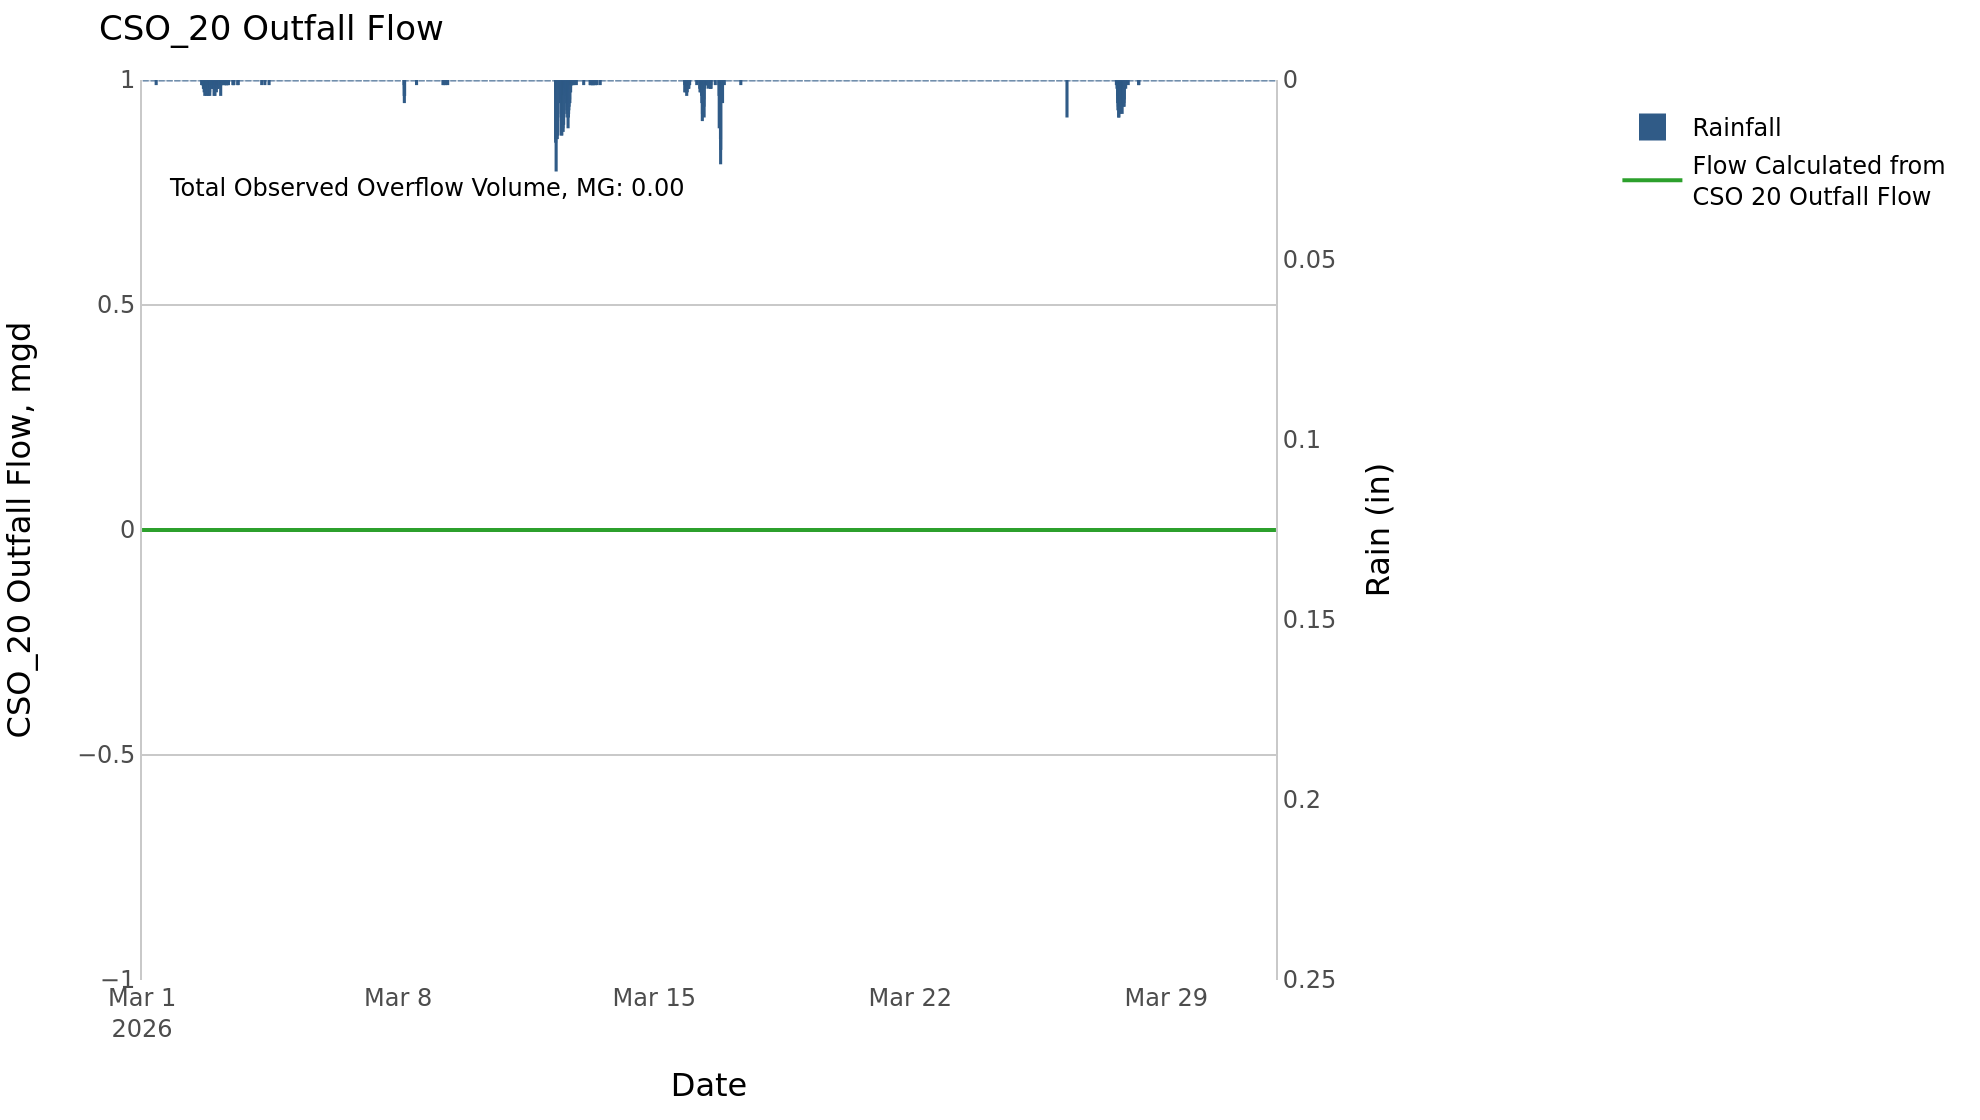 CSO_20 Outfall Flow
1
0.5
0
−0.5
−1
CSO_20 Outfall Flow, mgd
Total Observed Overflow Volume, MG: 0.00
0
0.05
0.1
0.15
0.2
0.25
Rain (in)
Mar 1
2026
Mar 8
Mar 15
Mar 22
Mar 29
Date
Rainfall
Flow Calculated from
CSO 20 Outfall Flow